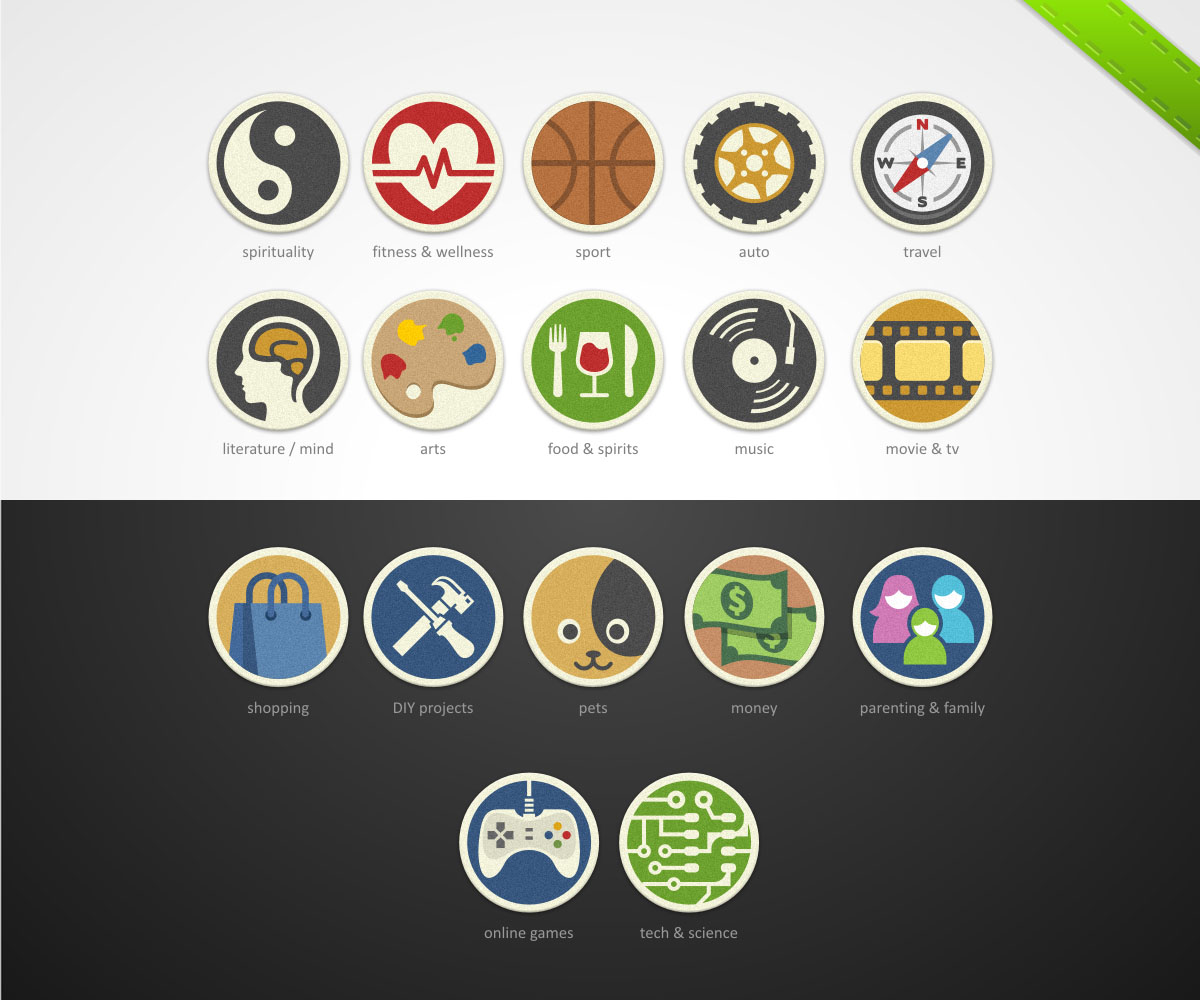 spirituality
fitness & wellness
sport
auto
N
W
E
S
travel
literature / mind
arts
food & spirits
music
movie & tv
$
$
shopping
DIY projects
pets
money
parenting & family
online games
tech & science